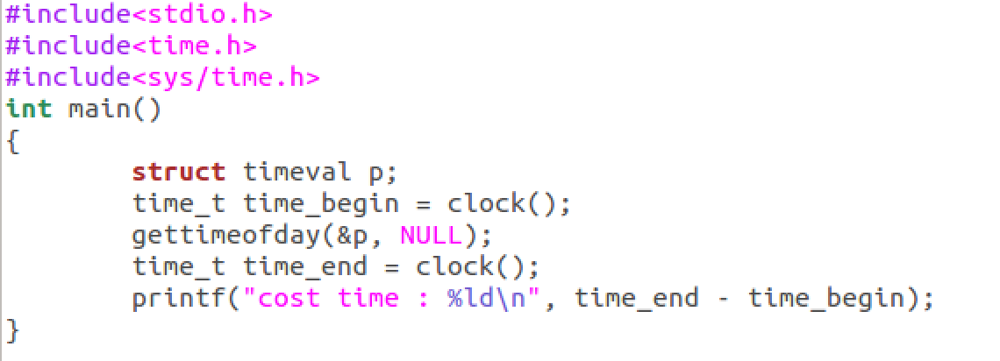 #include<stdio.h>
#include<time.h>
#include<sys/time.h>
int main()
{
        struct timeval p;
        time_t time_begin = clock();
        gettimeofday(&p, NULL);
        time_t time_end = clock();
        printf("cost time : %ld\n", time_end - time_begin);
}